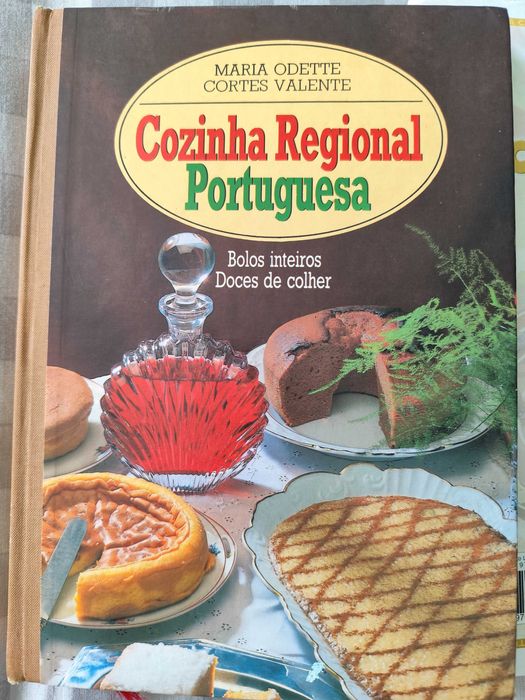 MARIA ODETTE
CORTES VALENTE
Cozinha Regional
Portuguesa
Bolos inteiros
Doces de colher